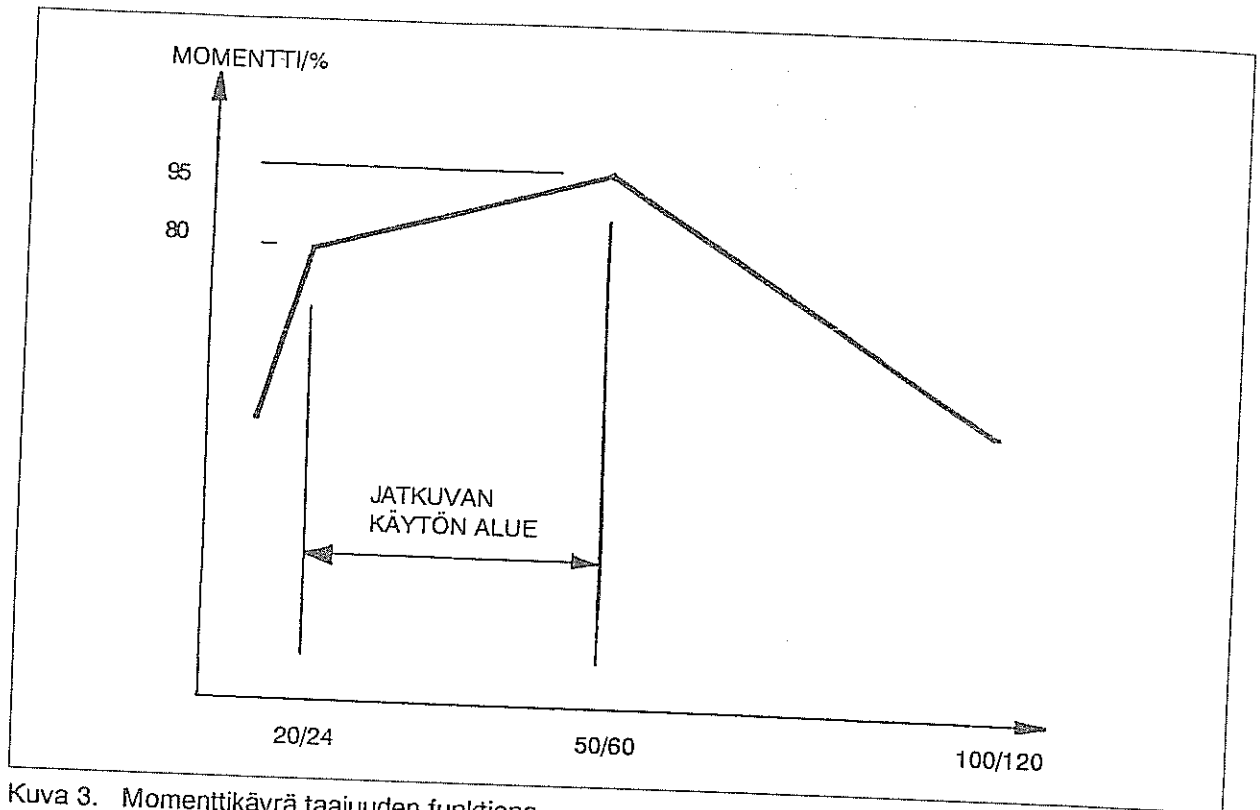 MOMENTTI/%
95
80
JATKUVAN
KÄYTÖN ALUE
20/24
50/60
100/120
Kuva 3. Momenttikäyrä taajuuden funktiona